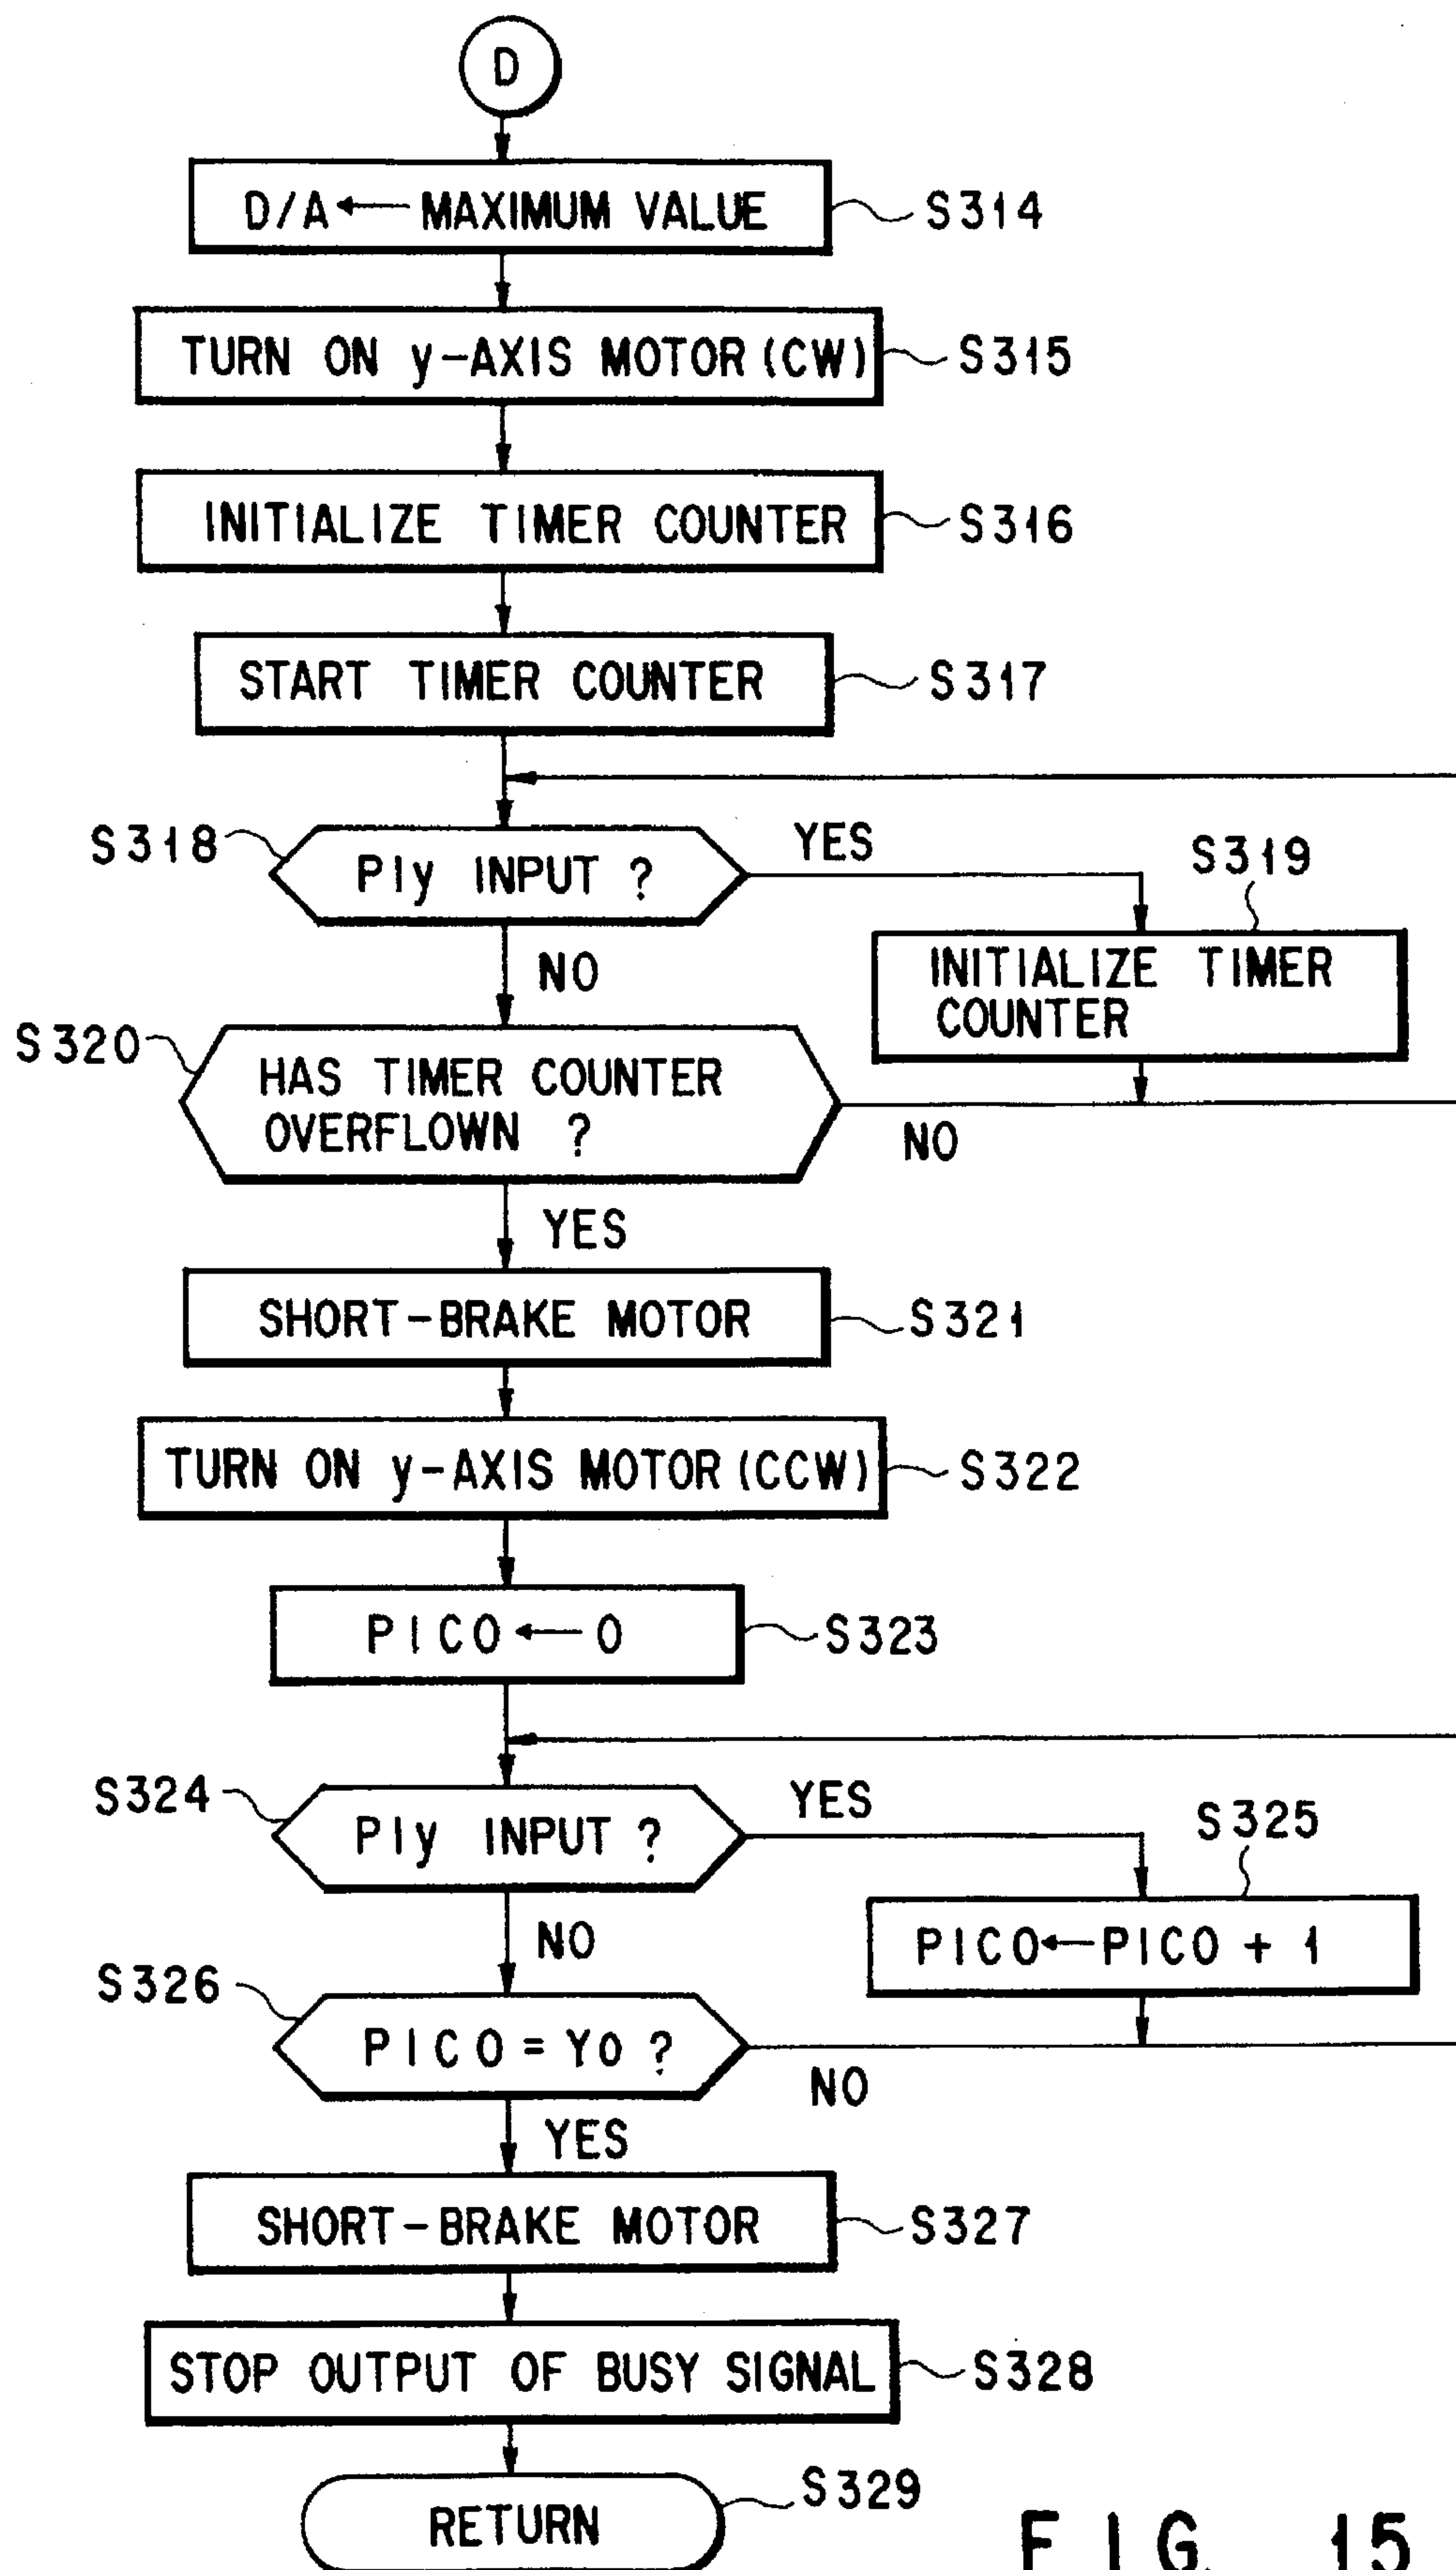 D
D/A ← MAXIMUM VALUE
S314
TURN ON y-AXIS MOTOR (CW)
S315
INITIALIZE TIMER COUNTER
S316
START TIMER COUNTER
S317
S318
PIy INPUT ?
YES
S319
INITIALIZE TIMER
COUNTER
NO
S320
HAS TIMER COUNTER
OVERFLOWN ?
NO
YES
SHORT-BRAKE MOTOR
S321
TURN ON y-AXIS MOTOR (CCW)
S322
PICO ← 0
S323
S324
PIy INPUT ?
YES
S325
PICO ← PICO + 1
NO
S326
PICO = Y0 ?
NO
YES
SHORT-BRAKE MOTOR
S327
STOP OUTPUT OF BUSY SIGNAL
S328
RETURN
S329
FIG. 15